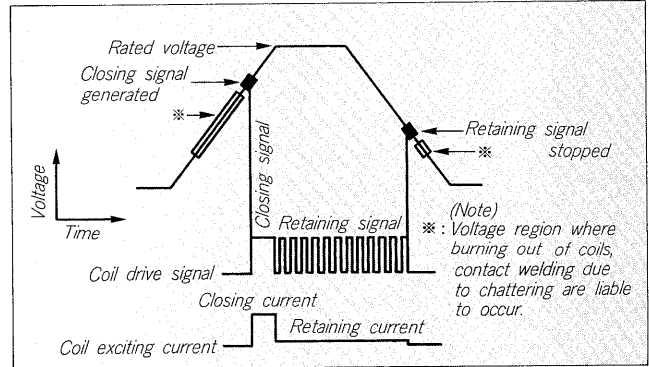 Rated voltage
Closing signal
generated
※
Retaining signal
※ stopped
Voltage
Time
Closing signal
Retaining signal
(Note)
※: Voltage region where
burning out of coils,
contact welding due
to chattering are liable
to occur.
Coil drive signal
Closing current
Retaining current
Coil exciting current